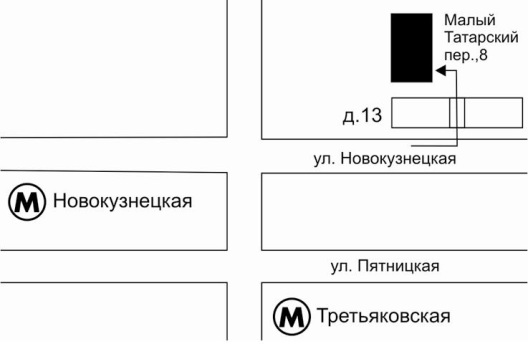 Малый
Татарский
пер.,8
д.13
ул. Новокузнецкая
М Новокузнецкая
ул. Пятницкая
М Третьяковская